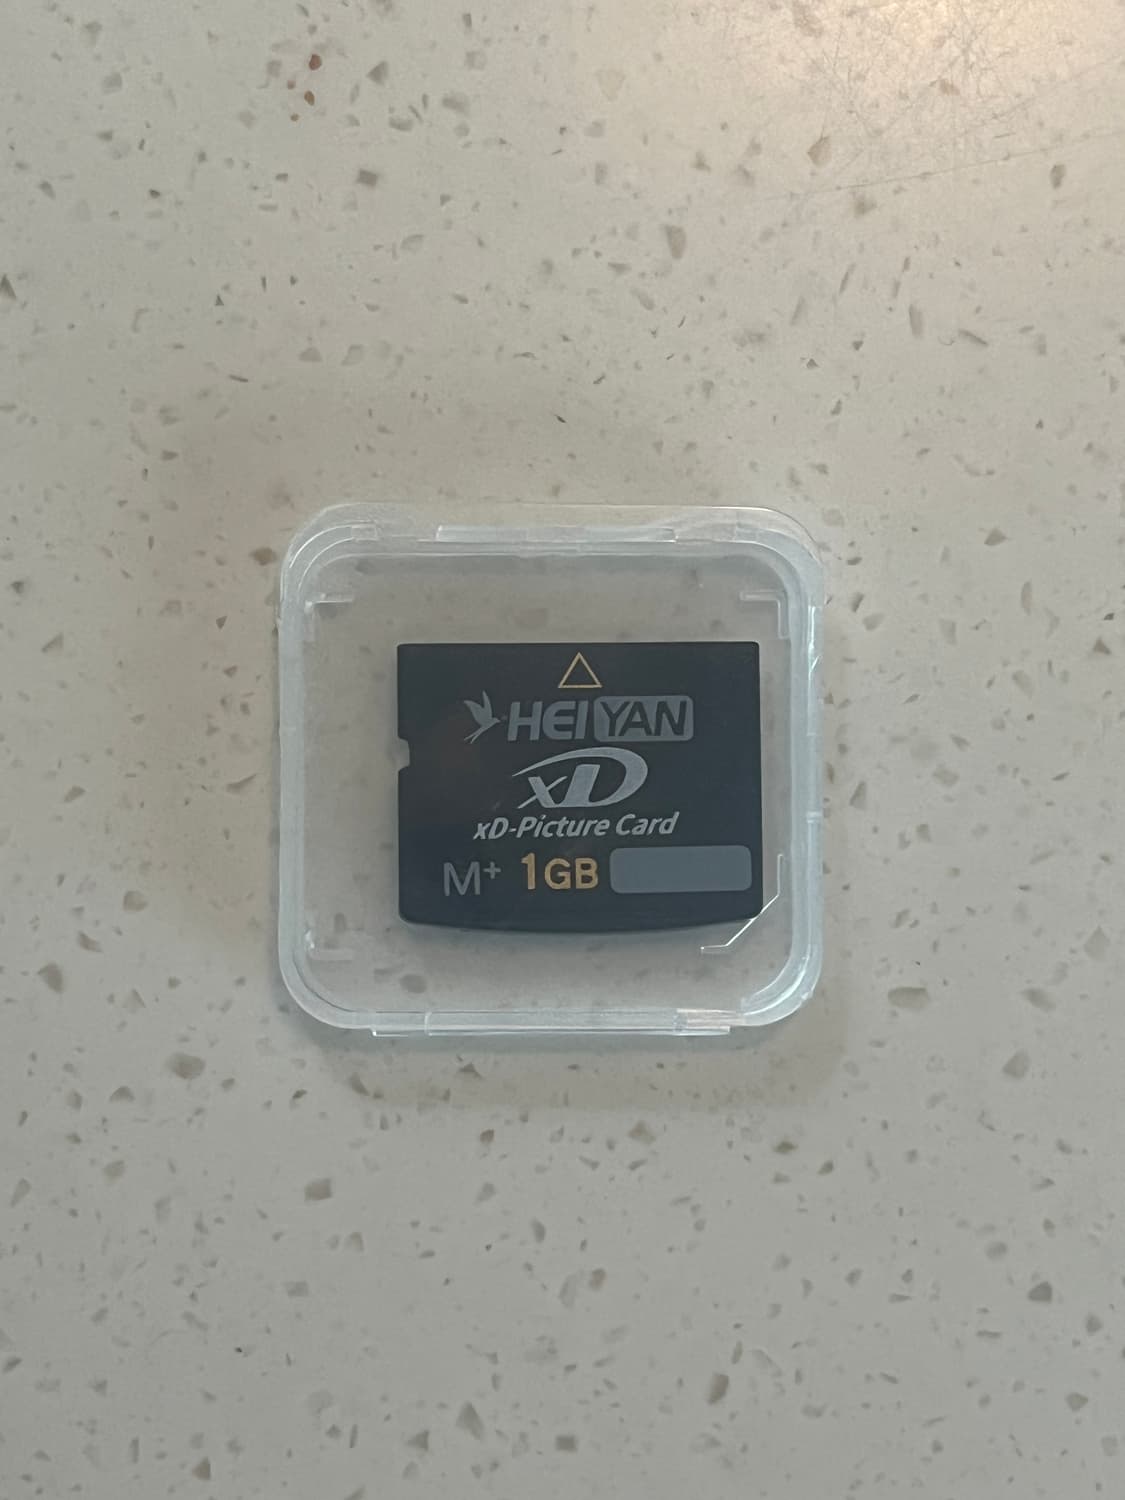 HEIYAN
xD
xD-Picture Card
M+ 1GB